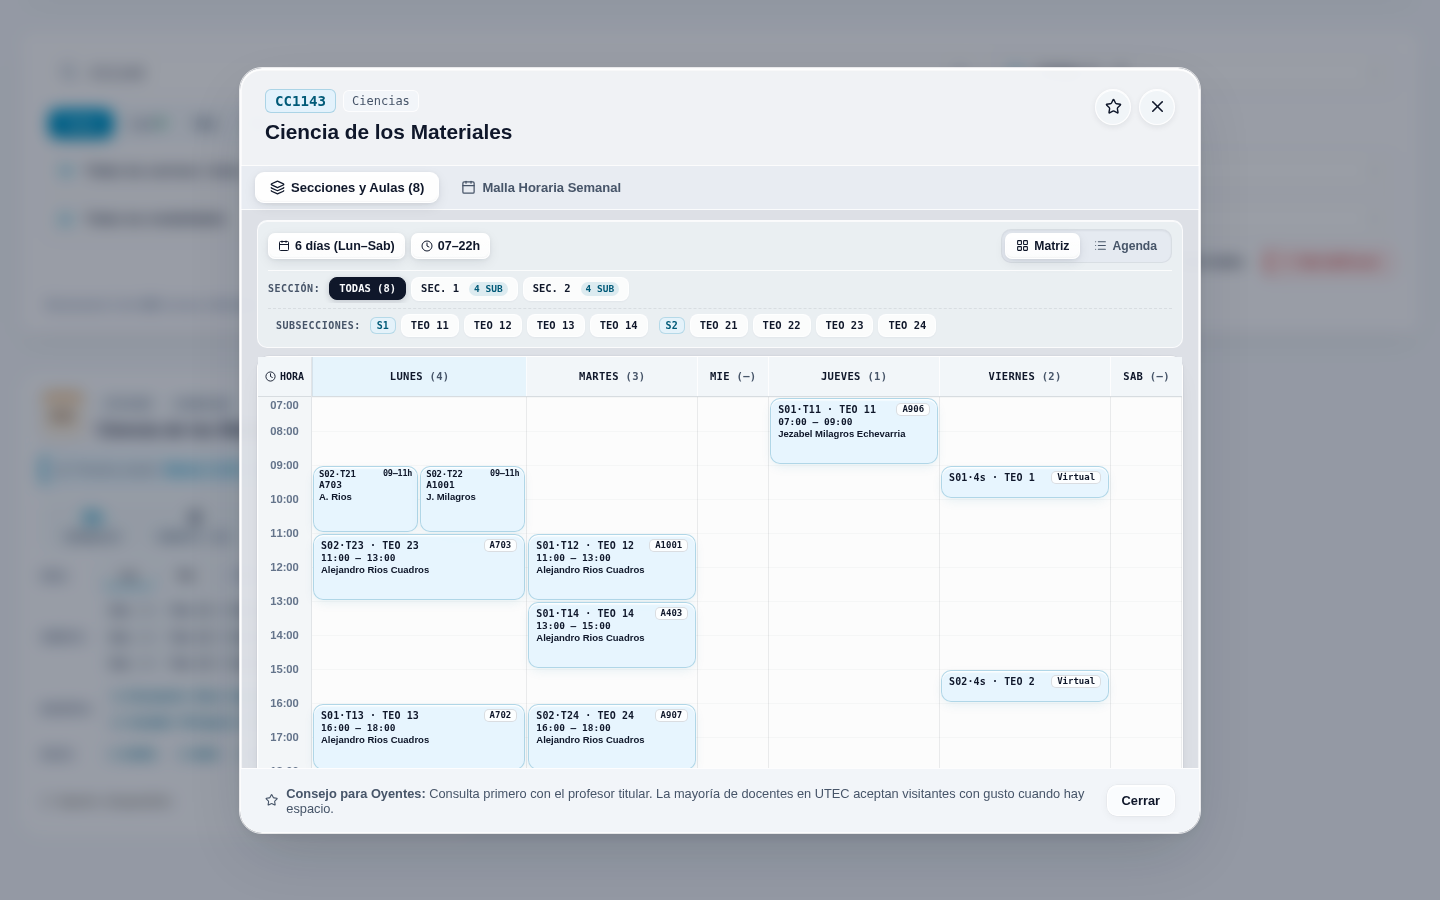 CC1143 Ciencias
Ciencia de los Materiales
Secciones y Aulas (8) Malla Horaria Semanal
6 días (Lun–Sab) 07–22h Matriz Agenda
SECCIÓN: TODAS (8) SEC. 1 4 SUB SEC. 2 4 SUB
SUBSECCIONES: S1 TEO 11 TEO 12 TEO 13 TEO 14 S2 TEO 21 TEO 22 TEO 23 TEO 24
HORA LUNES (4) MARTES (3) MIE (—) JUEVES (1) VIERNES (2) SAB (—)
07:00
S01·T11 · TEO 11 A906
07:00 – 09:00
Jezabel Milagros Echevarria
08:00
09:00
S02·T21 09–11h
A703
A. Rios
S02·T22 09–11h
A1001
J. Milagros
S01·4s · TEO 1 Virtual
10:00
11:00
S02·T23 · TEO 23 A703
11:00 – 13:00
Alejandro Rios Cuadros
S01·T12 · TEO 12 A1001
11:00 – 13:00
Alejandro Rios Cuadros
12:00
13:00
S01·T14 · TEO 14 A403
13:00 – 15:00
Alejandro Rios Cuadros
14:00
15:00
S02·4s · TEO 2 Virtual
16:00
S01·T13 · TEO 13 A702
16:00 – 18:00
Alejandro Rios Cuadros
S02·T24 · TEO 24 A907
16:00 – 18:00
Alejandro Rios Cuadros
17:00
Consejo para Oyentes: Consulta primero con el profesor titular. La mayoría de docentes en UTEC aceptan visitantes con gusto cuando hay
espacio.
Cerrar